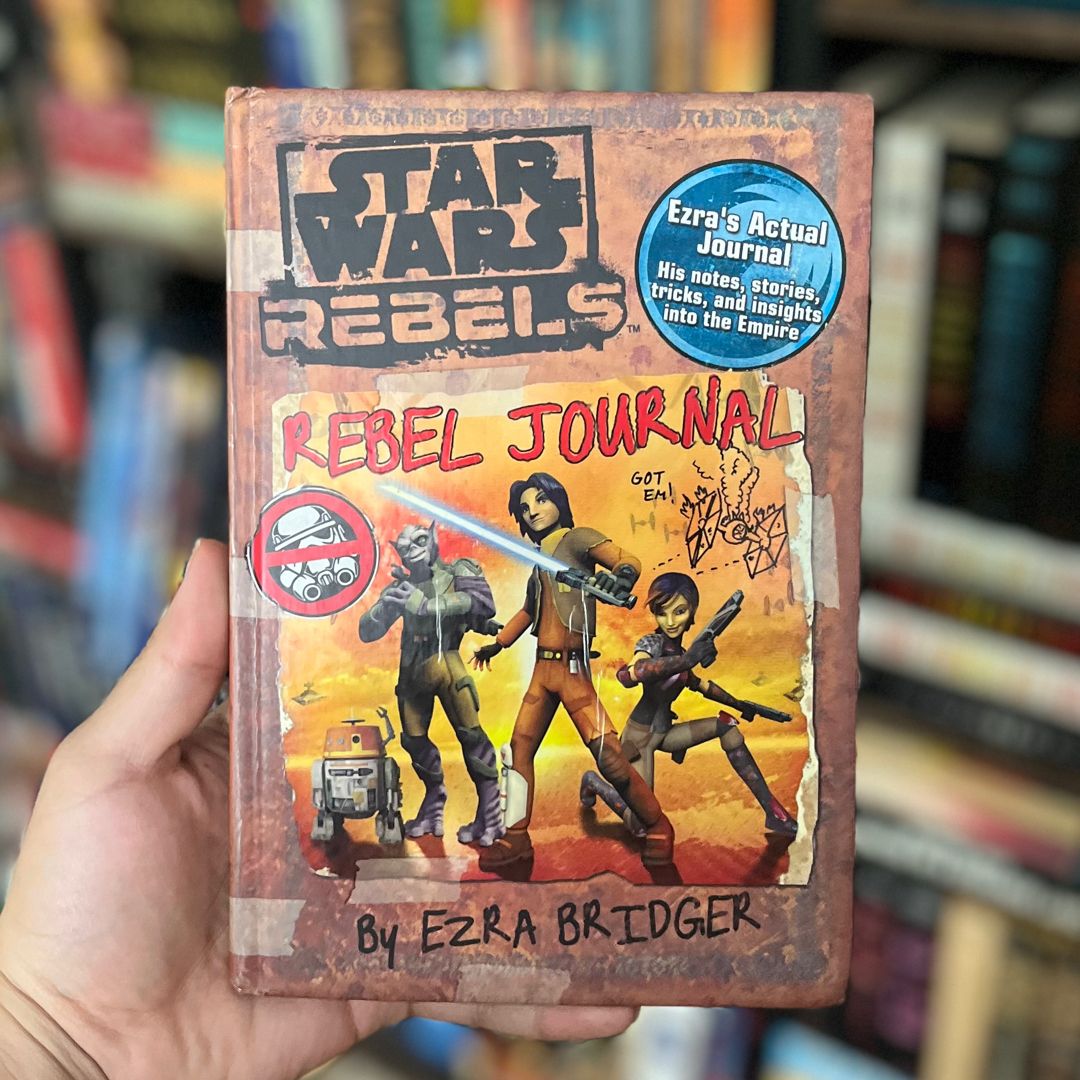 STAR
WARS
REBELS™
Ezra's Actual
Journal
His notes, stories,
tricks, and insights
into the Empire
REBEL JOURNAL
GOT
EM!
By EZRA BRIDGER